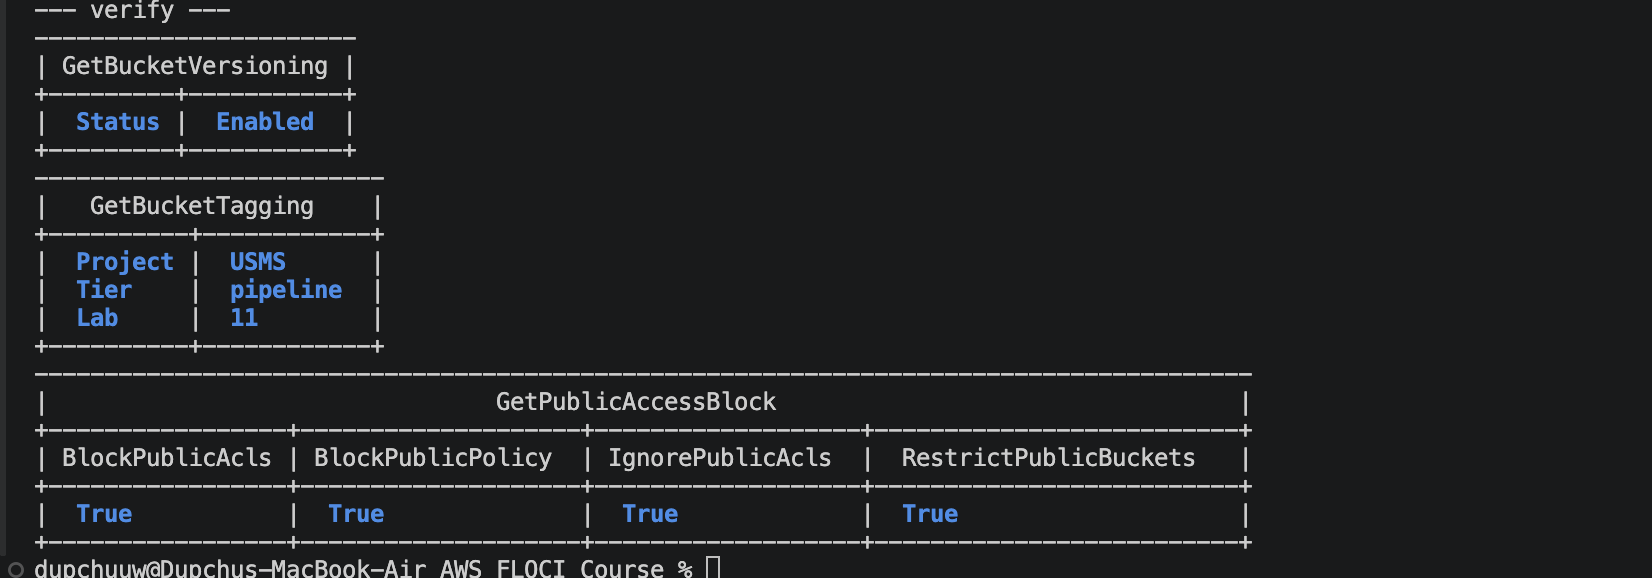 --- verify ---
-----------------------
| GetBucketVersioning |
+---------+-----------+
|  Status |  Enabled  |
+---------+-----------+
-------------------------
|   GetBucketTagging    |
+----------+------------+
|  Project |  USMS      |
|  Tier    |  pipeline  |
|  Lab     |  11        |
+----------+------------+
---------------------------------------------------------------------------------------
|                                GetPublicAccessBlock                                 |
+-----------------+--------------------+-------------------+--------------------------+
| BlockPublicAcls | BlockPublicPolicy  | IgnorePublicAcls  |  RestrictPublicBuckets   |
+-----------------+--------------------+-------------------+--------------------------+
|  True           |  True              |  True             |  True                    |
+-----------------+--------------------+-------------------+--------------------------+
dupchuuw@Dupchus-MacBook-Air AWS FLOCI Course %